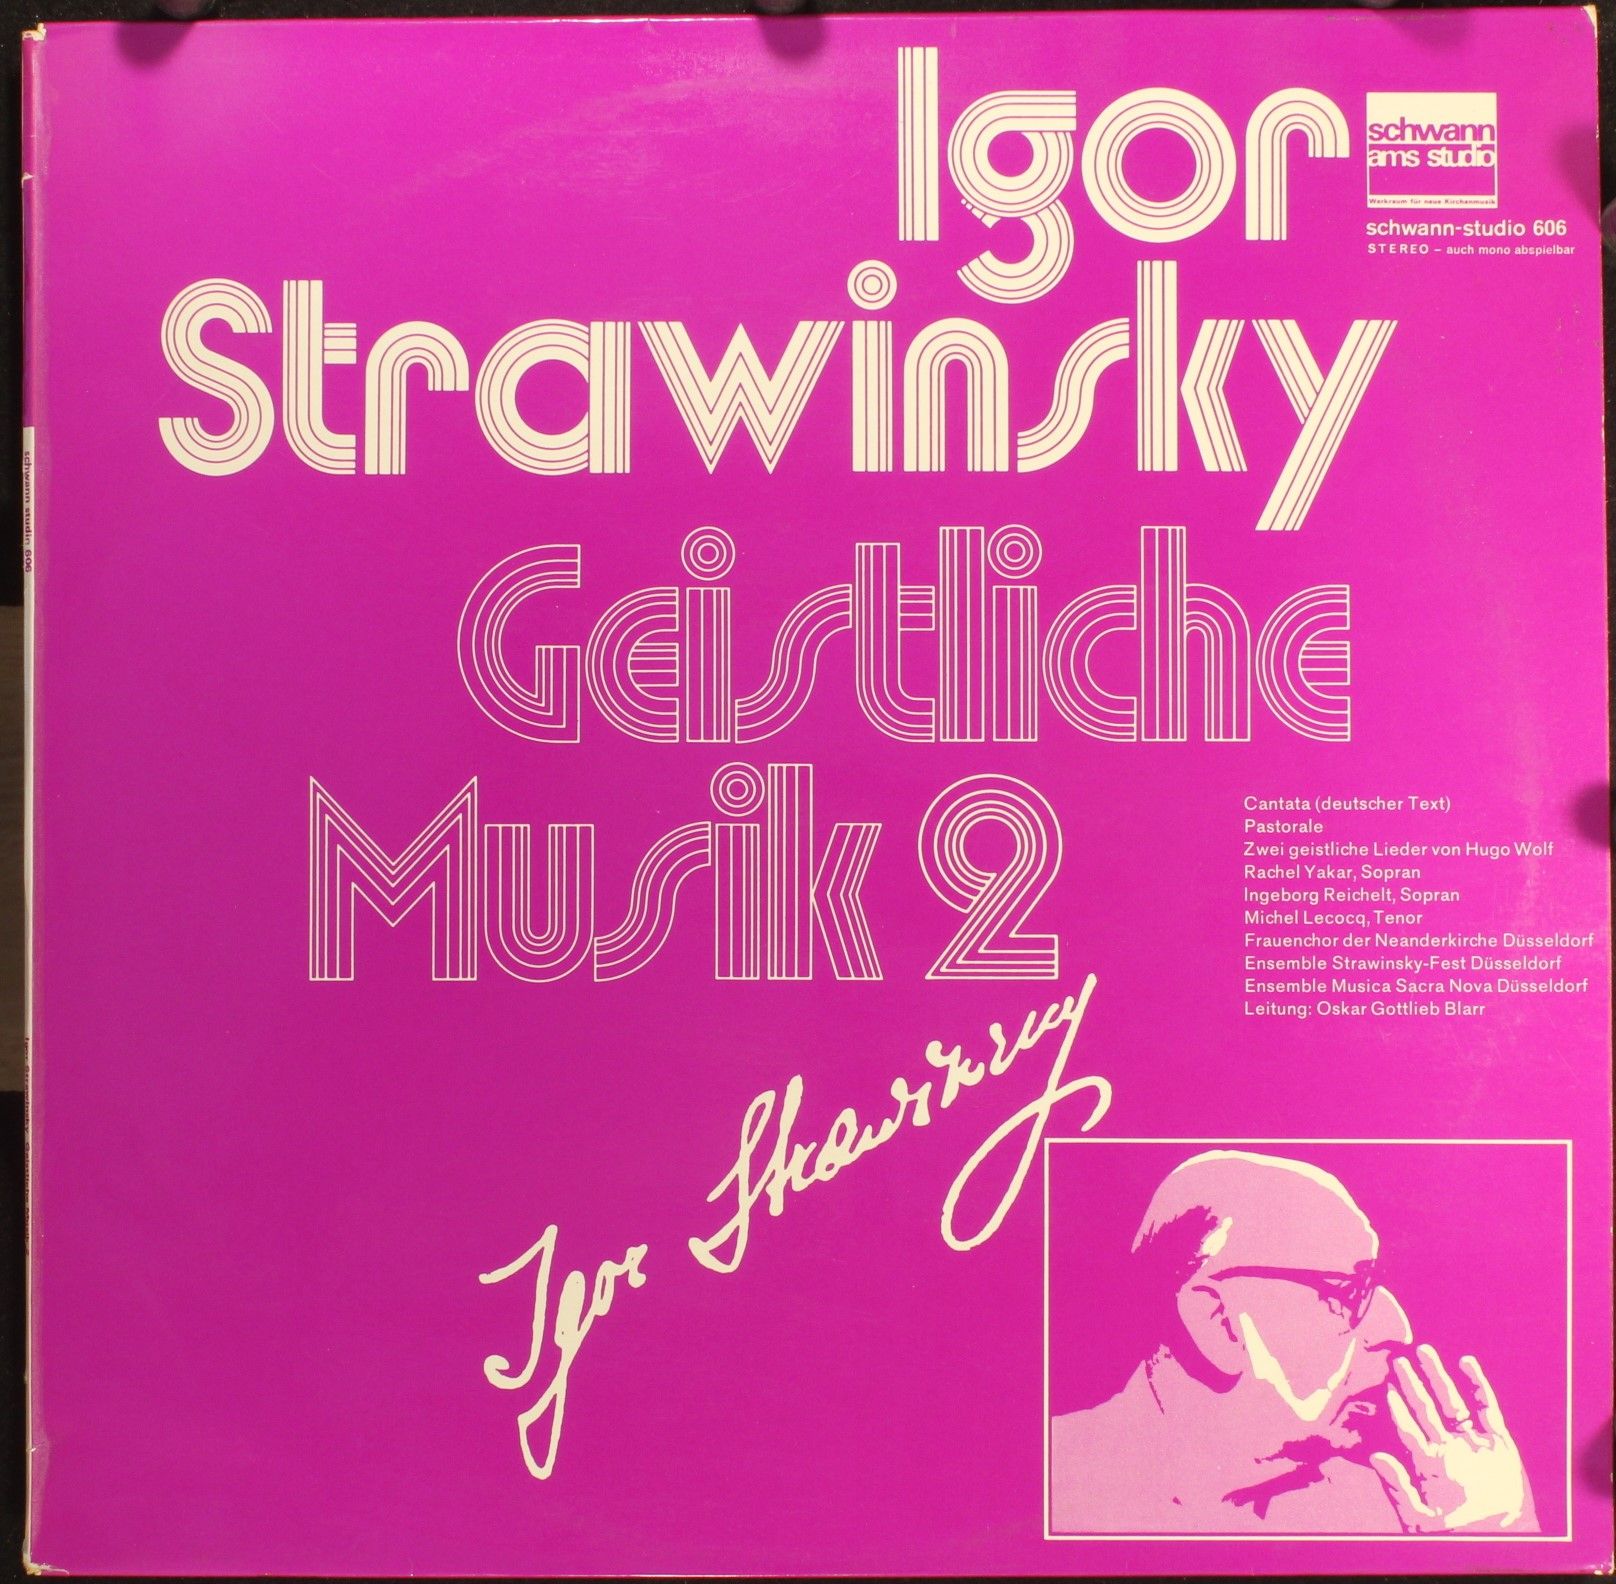 Igor
schwann
ams studio
Werkraum für neue Kirchenmusik
schwann-studio 606
STEREO – auch mono abspielbar
Strawinsky
Geistliche
Musik 2
Cantata (deutscher Text)
Pastorale
Zwei geistliche Lieder von Hugo Wolf
Rachel Yakar, Sopran
Ingeborg Reichelt, Sopran
Michel Lecocq, Tenor
Frauenchor der Neanderkirche Düsseldorf
Ensemble Strawinsky-Fest Düsseldorf
Ensemble Musica Sacra Nova Düsseldorf
Leitung: Oskar Gottlieb Blarr
Igor Strawinsky
schwann studio 606